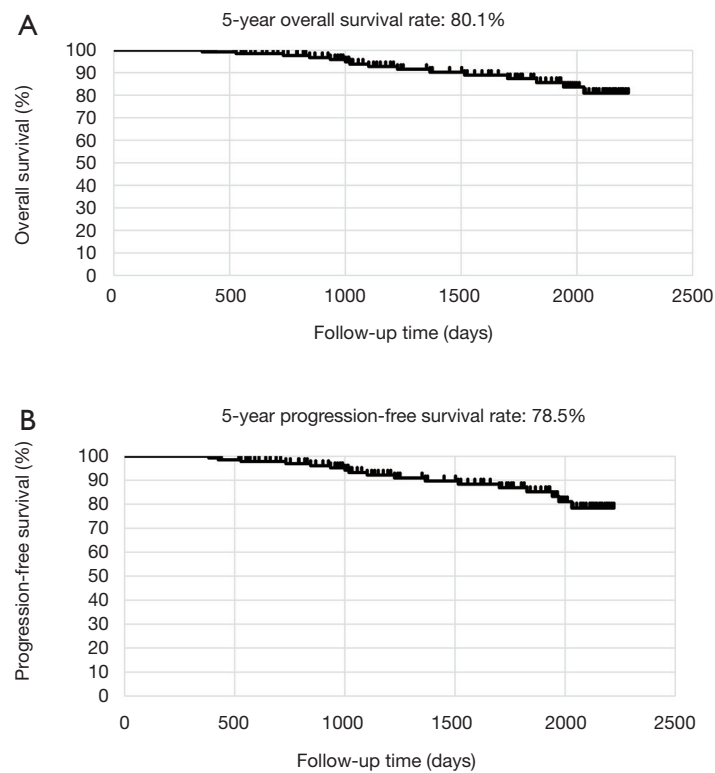 A
5-year overall survival rate: 80.1%
Overall survival (%)
100
90
80
70
60
50
40
30
20
10
0
0 500 1000 1500 2000 2500
Follow-up time (days)
B
5-year progression-free survival rate: 78.5%
Progression-free survival (%)
100
90
80
70
60
50
40
30
20
10
0
0 500 1000 1500 2000 2500
Follow-up time (days)